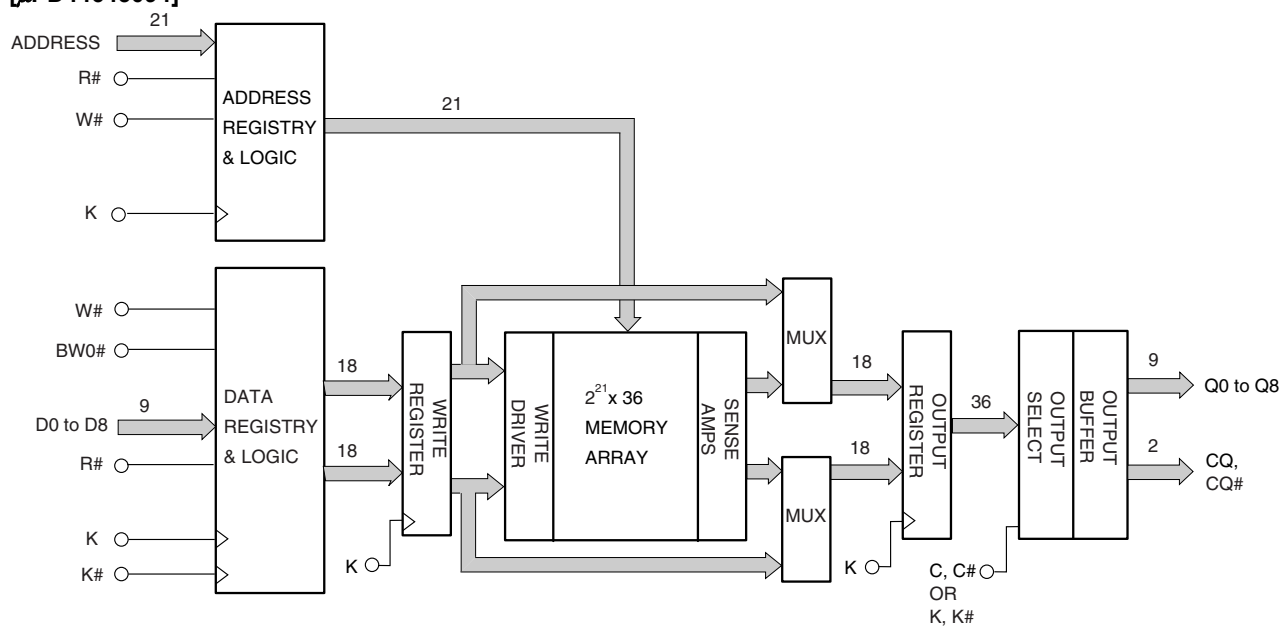 21
ADDRESS
R#
W#
K
ADDRESS
REGISTRY
& LOGIC
21
W#
BW0#
9
D0 to D8
R#
K
K#
DATA
REGISTRY
& LOGIC
18
18
WRITE
REGISTER
K
WRITE
DRIVER
2²¹ x 36
MEMORY
ARRAY
SENSE
AMPS
MUX
MUX
18
18
K
OUTPUT
REGISTER
36
C, C#
OR
K, K#
OUTPUT
SELECT
OUTPUT
BUFFER
9
Q0 to Q8
2
CQ,
CQ#